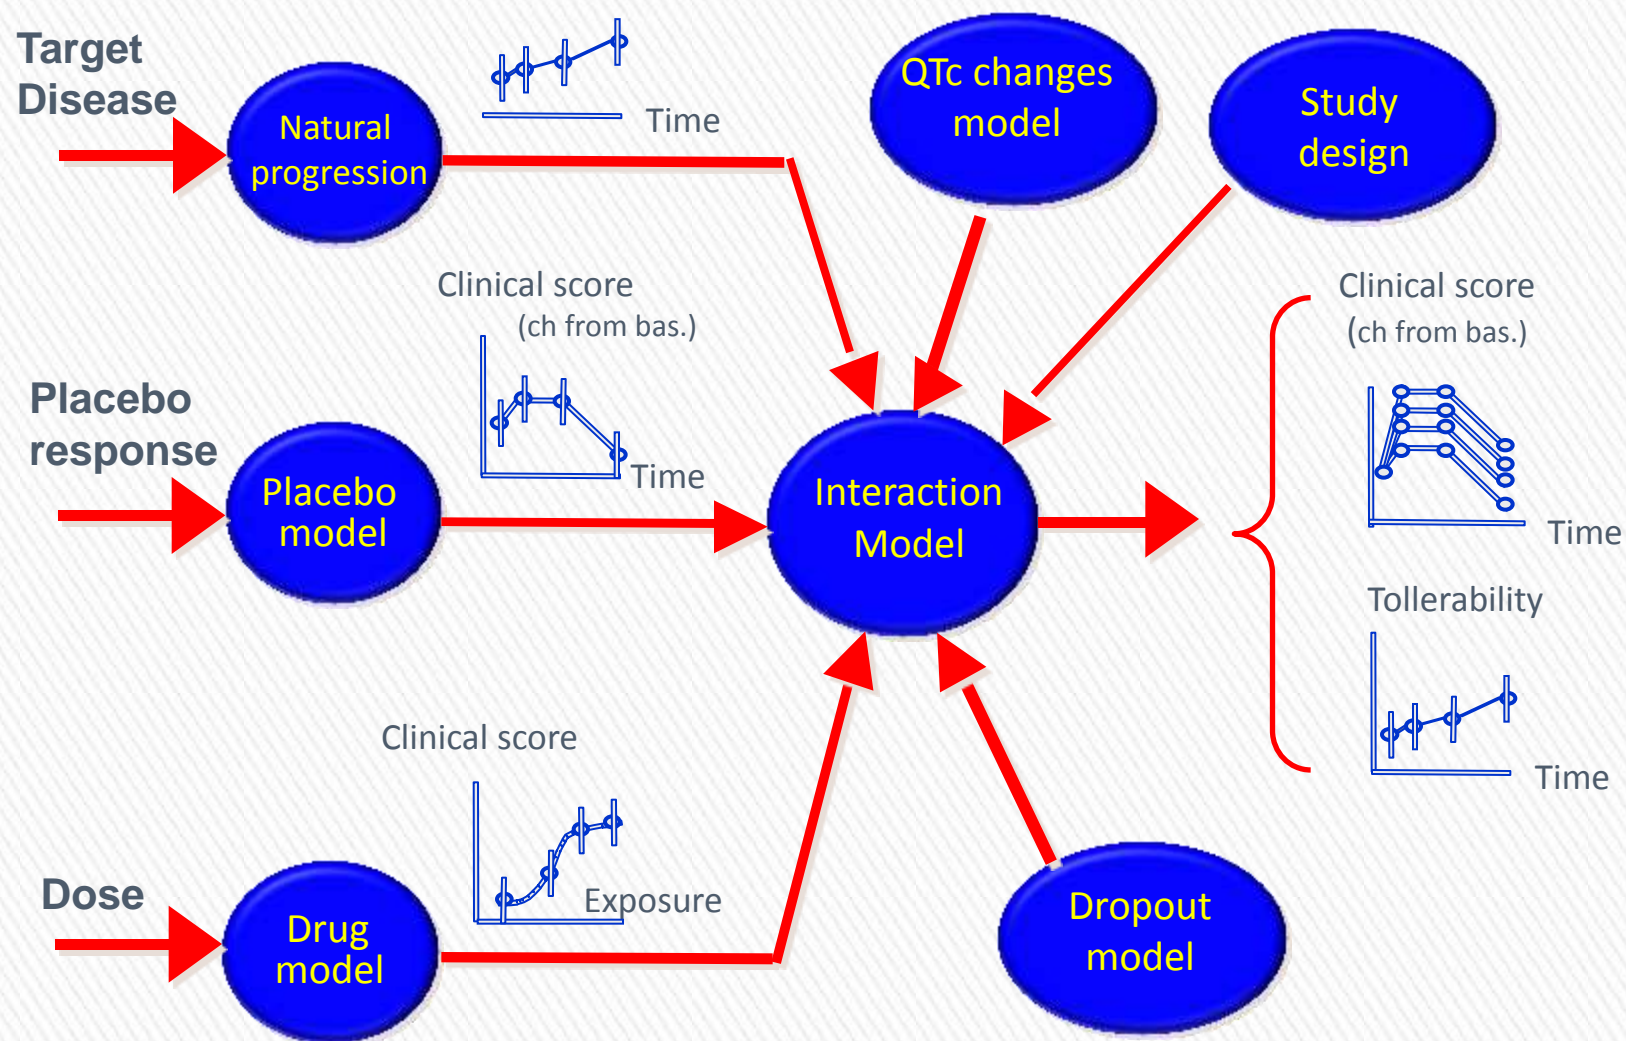 Target
Disease
Natural
progression
Time
QTc changes
model
Study
design
Clinical score
(ch from bas.)
Time
Placebo
response
Placebo
model
Interaction
Model
Clinical score
(ch from bas.)
Time
Tollerability
Time
Clinical score
Exposure
Dose
Drug
model
Dropout
model